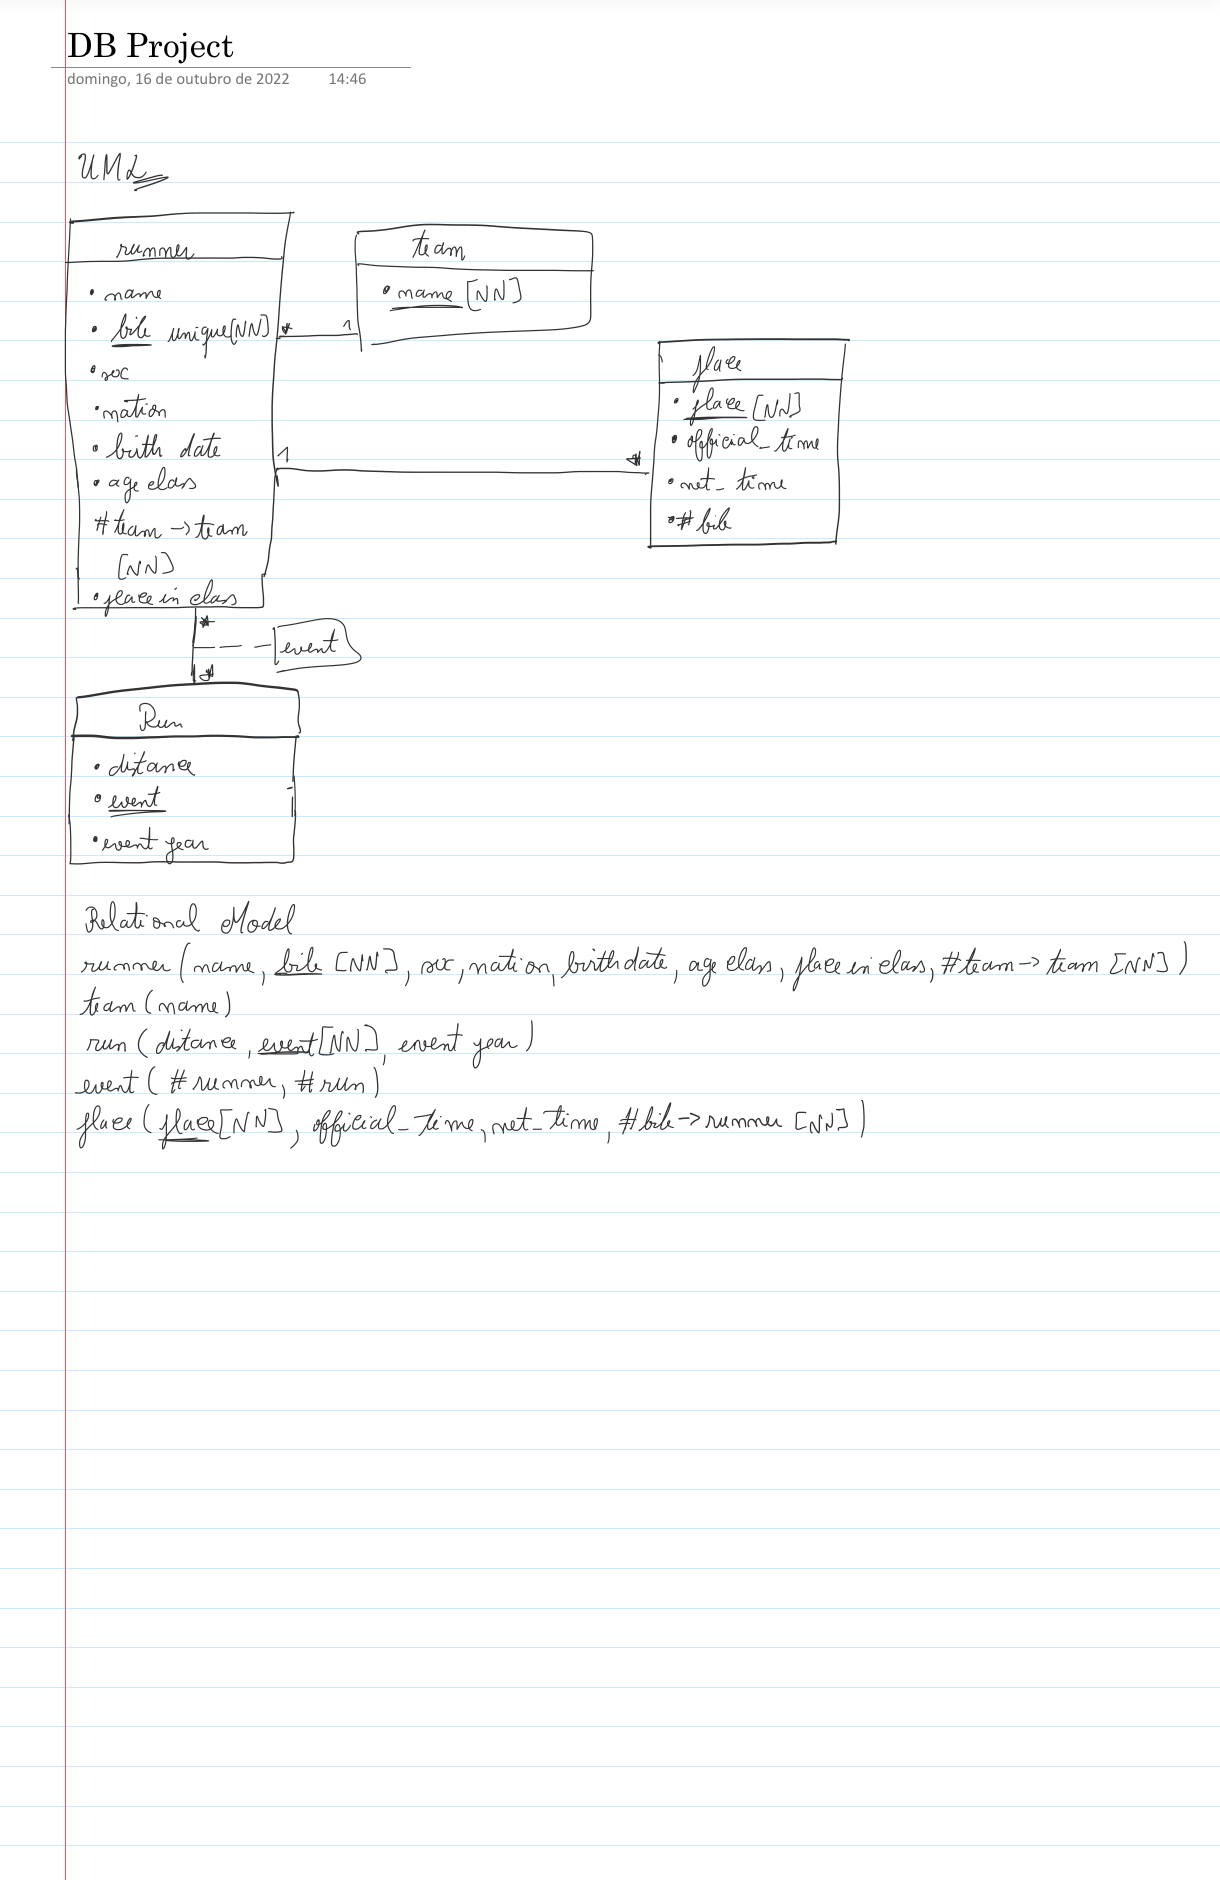 DB Project
domingo, 16 de outubro de 2022 14:46
UML
runner
• name
• bib unique[NN]
• sex
• nation
• birth date
• age class
#team -> team
[NN]
• place in class
* 1
team
• name [NN]
1 *
place
• place [NN]
• official_time
• net_time
• # bib
*
event
*
Run
• distance
• event
• event year
Relational Model
runner (name, bib [NN], sex, nation, birth date, age class, place in class, #team -> team [NN])
team (name)
run (distance, event[NN], event year)
event (#runner, #run)
place (place[NN], official_time, net_time, #bib -> runner [NN])